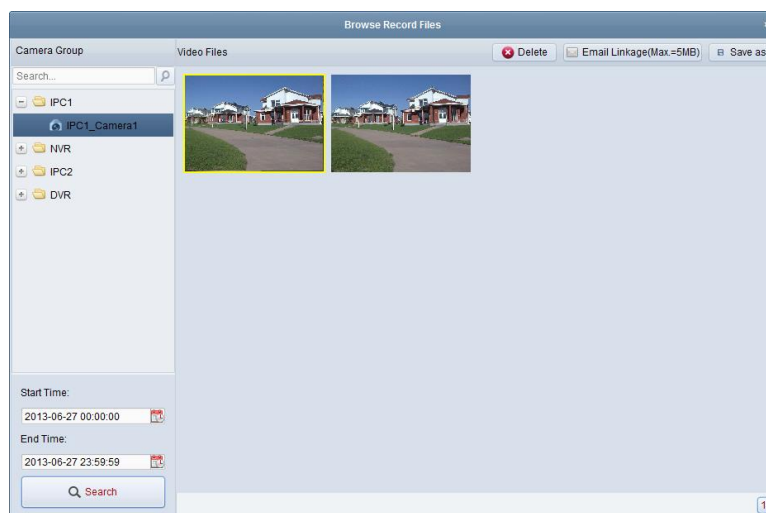 Browse Record Files
Camera Group
Video Files
Delete
Email Linkage(Max.=5MB)
Save as
Search...
IPC1
IPC1_Camera1
NVR
IPC2
DVR
Start Time:
2013-06-27 00:00:00
End Time:
2013-06-27 23:59:59
Search
1